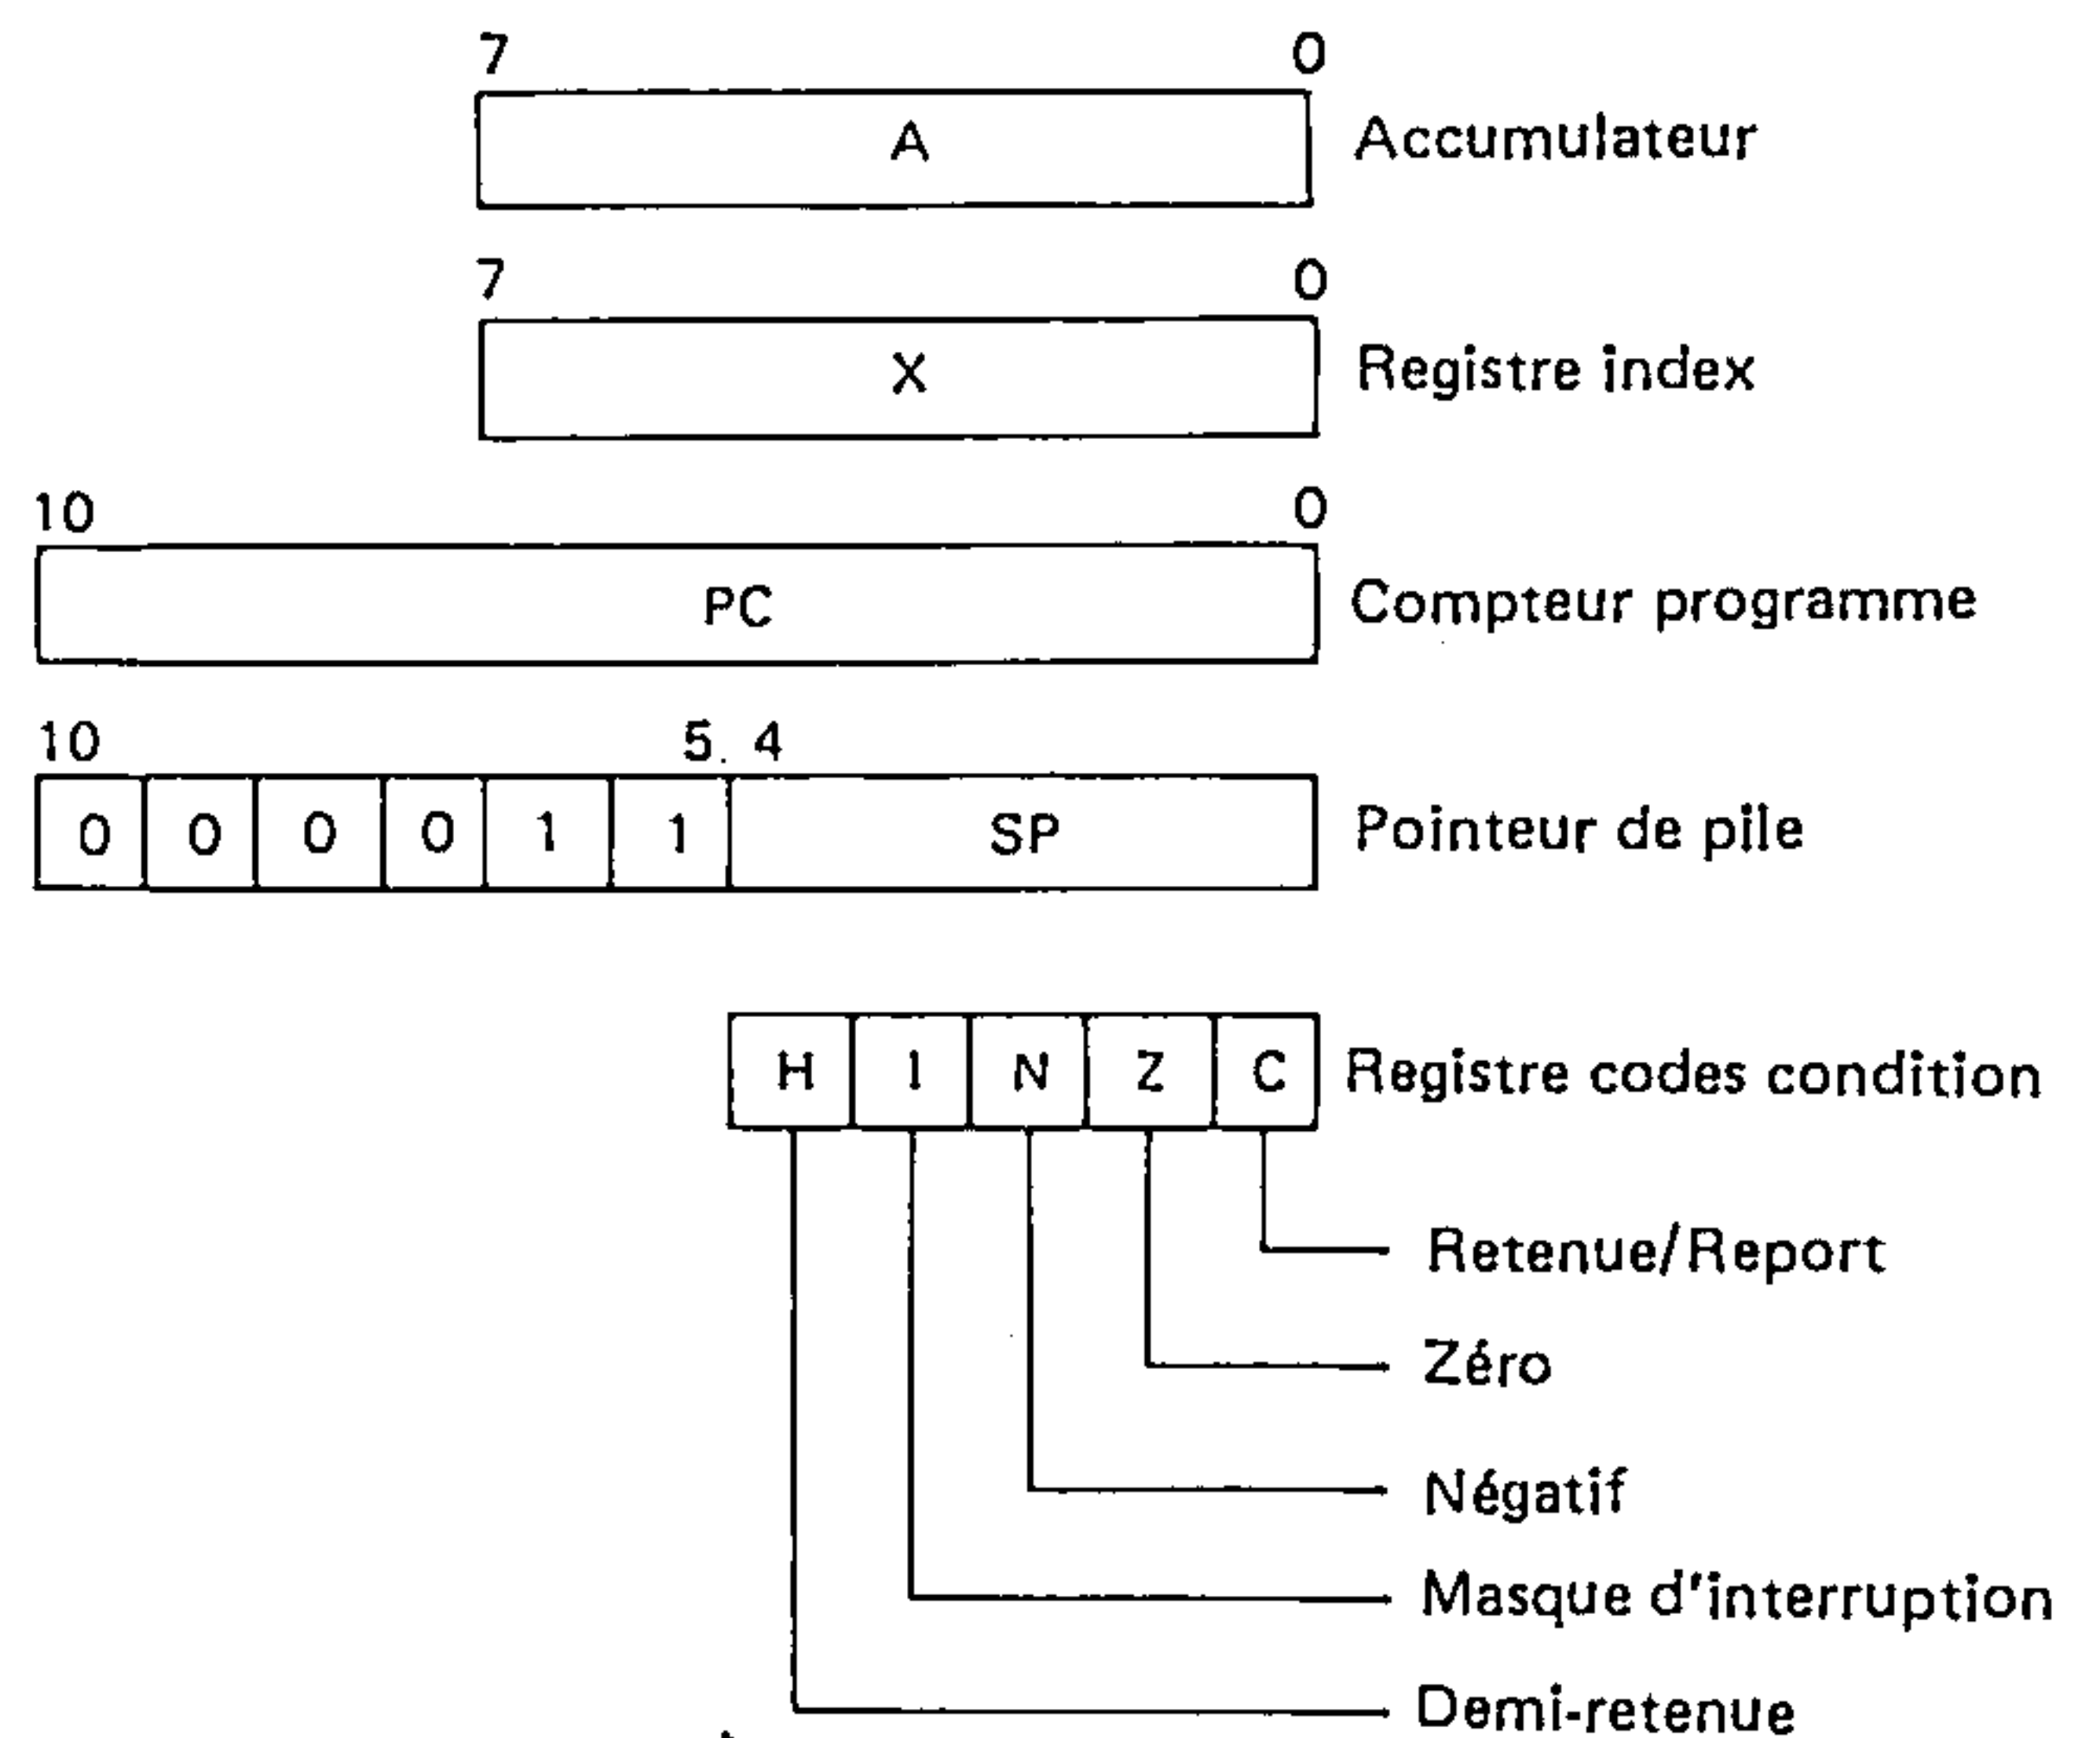 7 0
A Accumulateur
7 0
X Registre index
10 0
PC Compteur programme
10 5. 4
0 0 0 0 1 1 SP Pointeur de pile
H I N Z C Registre codes condition
Retenue/Report
Zéro
Négatif
Masque d'interruption
Demi-retenue